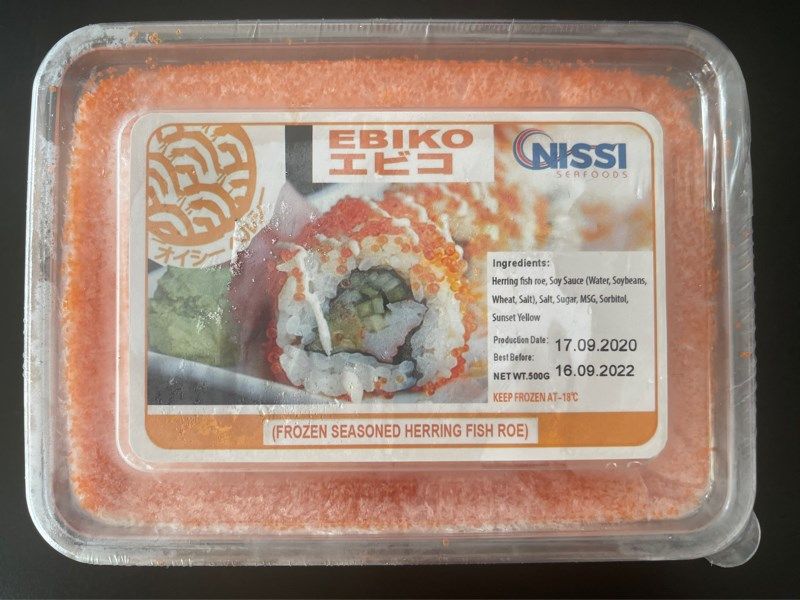 EBIKO
エビコ
NISSI
SEAFOODS
オイシー
Ingredients:
Herring fish roe, Soy Sauce (Water, Soybeans,
Wheat, Salt), Salt, Sugar, MSG, Sorbitol,
Sunset Yellow
Production Date: 17.09.2020
Best Before:
NET WT.500G 16.09.2022
KEEP FROZEN AT-18℃
(FROZEN SEASONED HERRING FISH ROE)